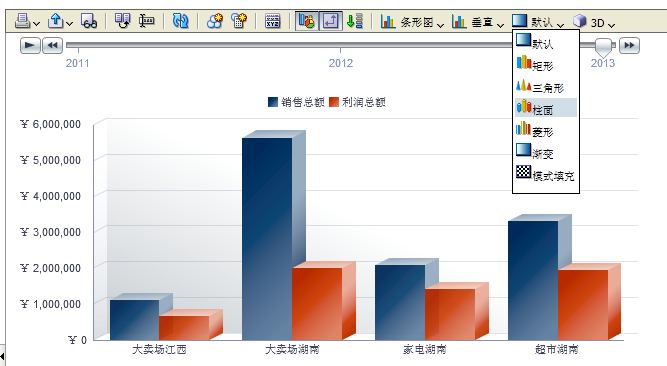 条形图 垂直 默认 3D
默认
矩形
三角形
柱面
菱形
渐变
模式填充
2011 2012 2013
销售总额 利润总额
¥ 6,000,000
¥ 5,000,000
¥ 4,000,000
¥ 3,000,000
¥ 2,000,000
¥ 1,000,000
¥ 0
大卖场江西 大卖场湖南 家电湖南 超市湖南